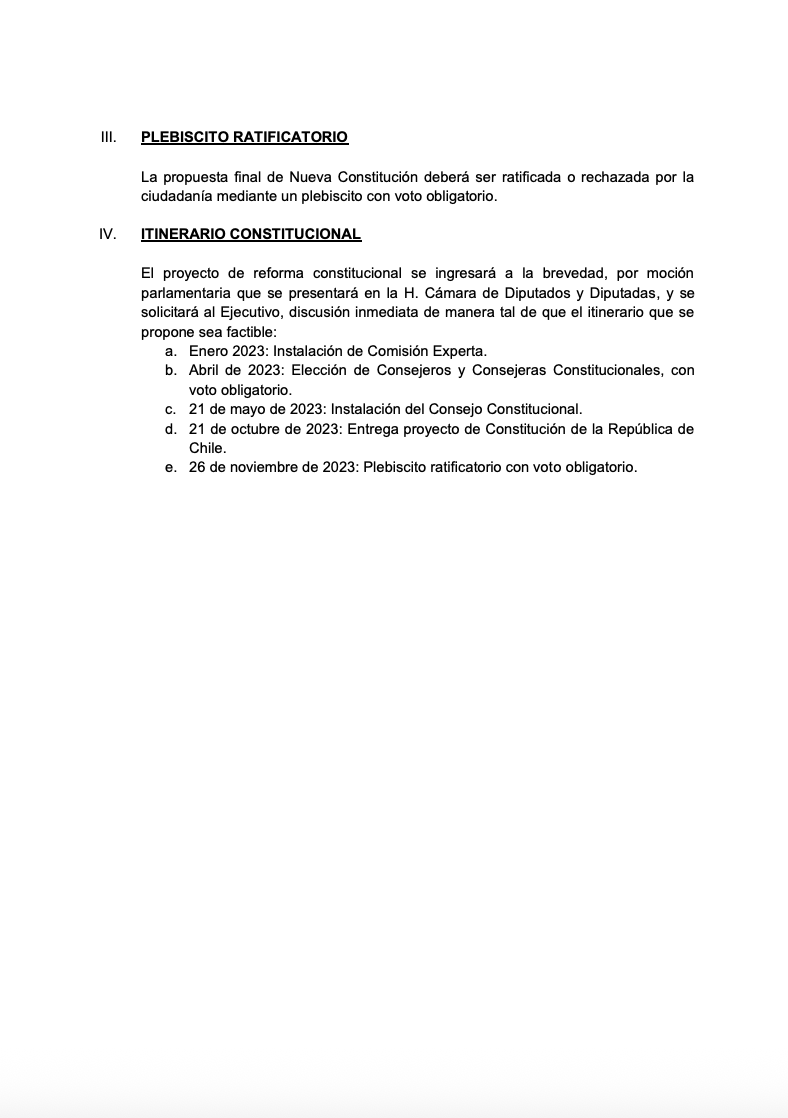 III. PLEBISCITO RATIFICATORIO
La propuesta final de Nueva Constitución deberá ser ratificada o rechazada por la
ciudadanía mediante un plebiscito con voto obligatorio.
IV. ITINERARIO CONSTITUCIONAL
El proyecto de reforma constitucional se ingresará a la brevedad, por moción
parlamentaria que se presentará en la H. Cámara de Diputados y Diputadas, y se
solicitará al Ejecutivo, discusión inmediata de manera tal de que el itinerario que se
propone sea factible:
a. Enero 2023: Instalación de Comisión Experta.
b. Abril de 2023: Elección de Consejeros y Consejeras Constitucionales, con
voto obligatorio.
c. 21 de mayo de 2023: Instalación del Consejo Constitucional.
d. 21 de octubre de 2023: Entrega proyecto de Constitución de la República de
Chile.
e. 26 de noviembre de 2023: Plebiscito ratificatorio con voto obligatorio.